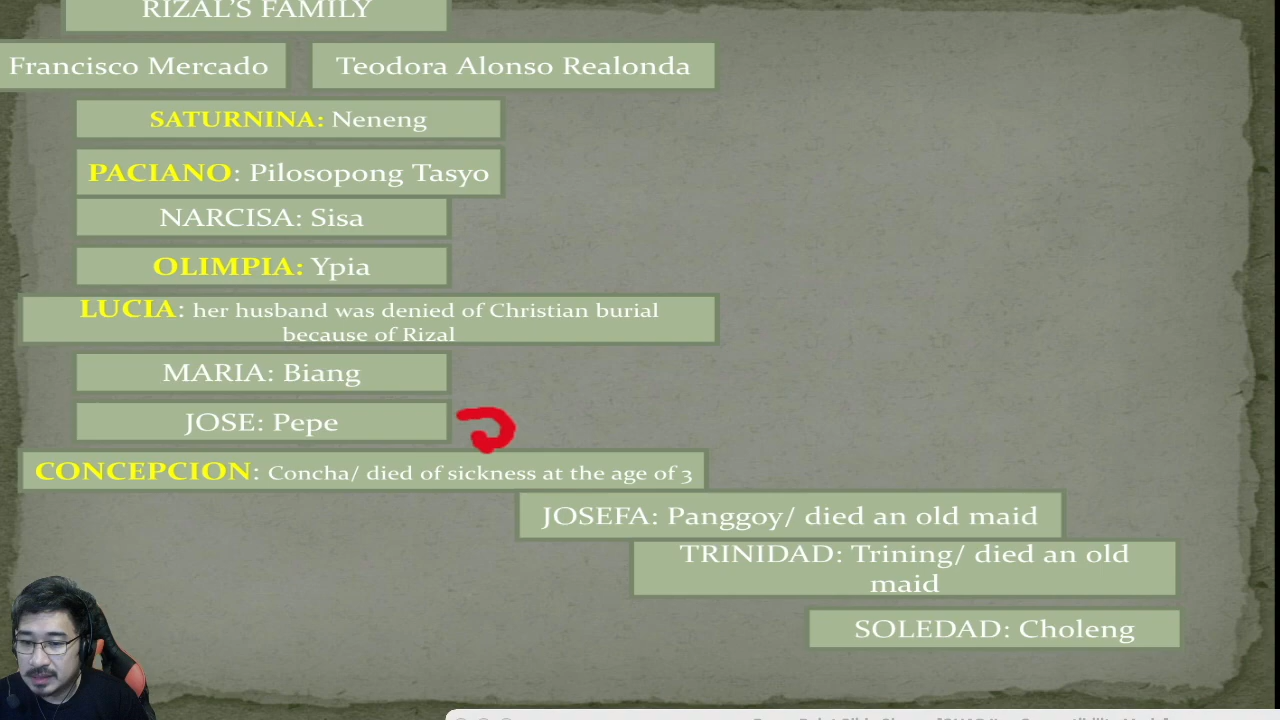 RIZAL'S FAMILY
Francisco Mercado
Teodora Alonso Realonda
SATURNINA: Neneng
PACIANO: Pilosopong Tasyo
NARCISA: Sisa
OLIMPIA: Ypia
LUCIA: her husband was denied of Christian burial
because of Rizal
MARIA: Biang
JOSE: Pepe
CONCEPCION: Concha/ died of sickness at the age of 3
JOSEFA: Panggoy/ died an old maid
TRINIDAD: Trining/ died an old
maid
SOLEDAD: Choleng